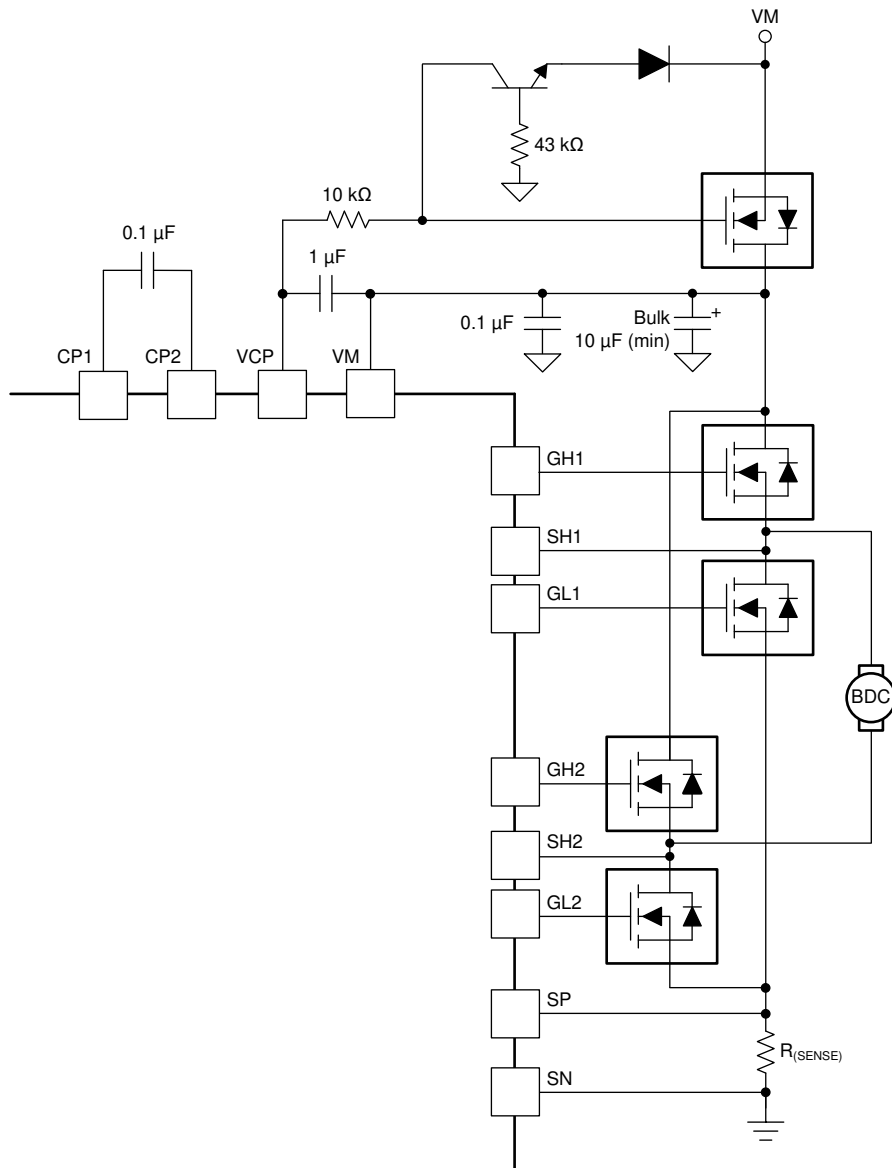 VM
43 kΩ
10 kΩ
0.1 µF
1 µF
0.1 µF
Bulk
10 µF (min)
+
CP1
CP2
VCP
VM
GH1
SH1
GL1
BDC
GH2
SH2
GL2
SP
R(SENSE)
SN